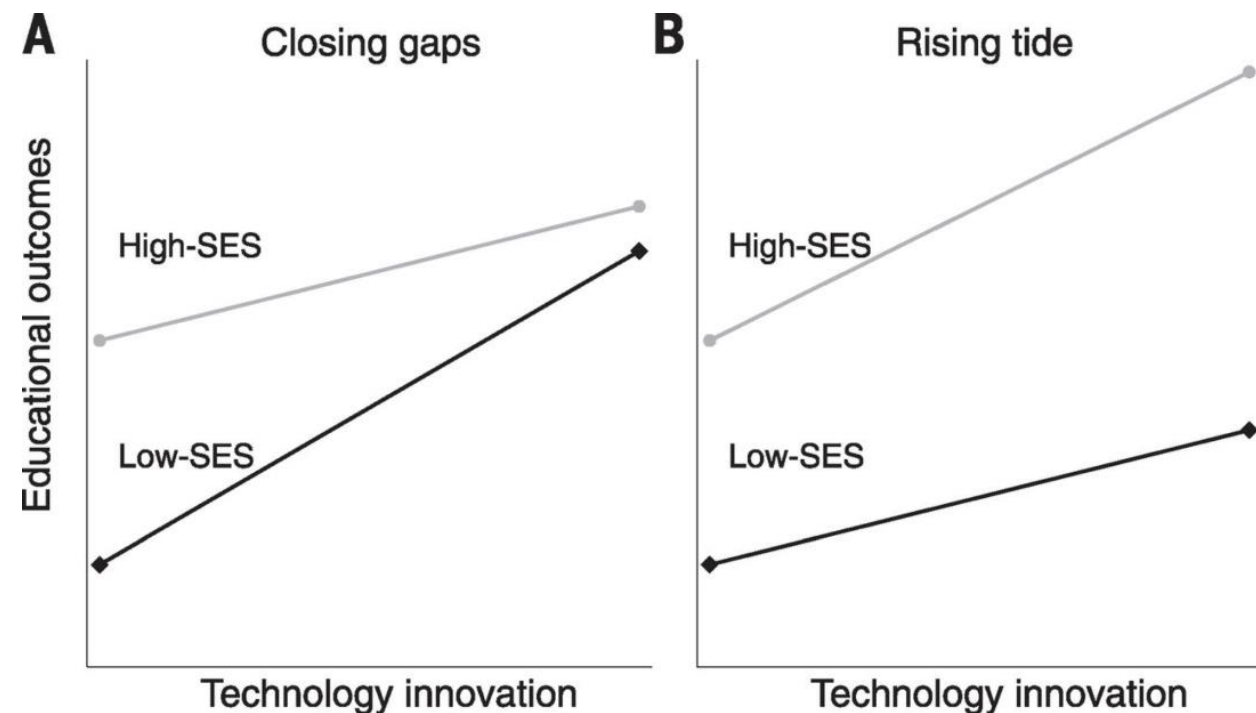 A
Closing gaps
Educational outcomes
High-SES
Low-SES
Technology innovation
B
Rising tide
High-SES
Low-SES
Technology innovation